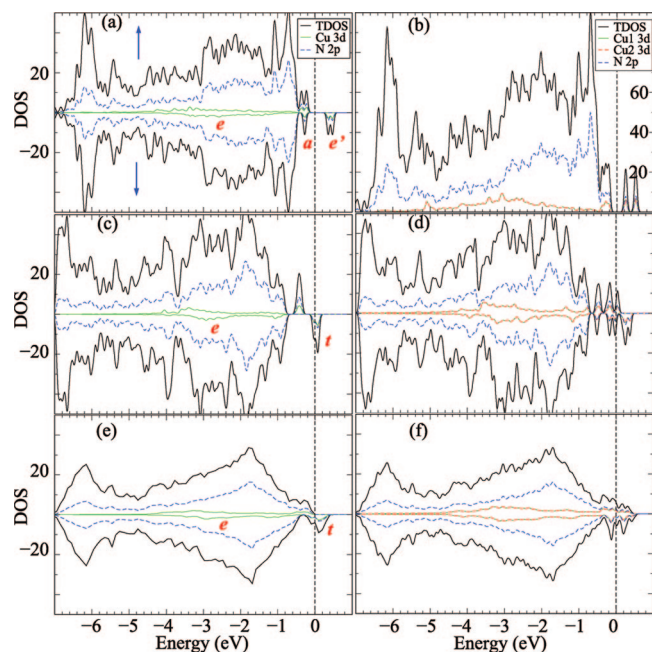 (a)
TDOS
Cu 3d
N 2p
20
DOS
−20
e
a
e'
(b)
TDOS
Cu1 3d
Cu2 3d
N 2p
60
40
20
(c)
20
DOS
−20
e
t
(d)
(e)
20
DOS
−20
e
t
−6 −5 −4 −3 −2 −1 0
Energy (eV)
(f)
−6 −5 −4 −3 −2 −1 0
Energy (eV)